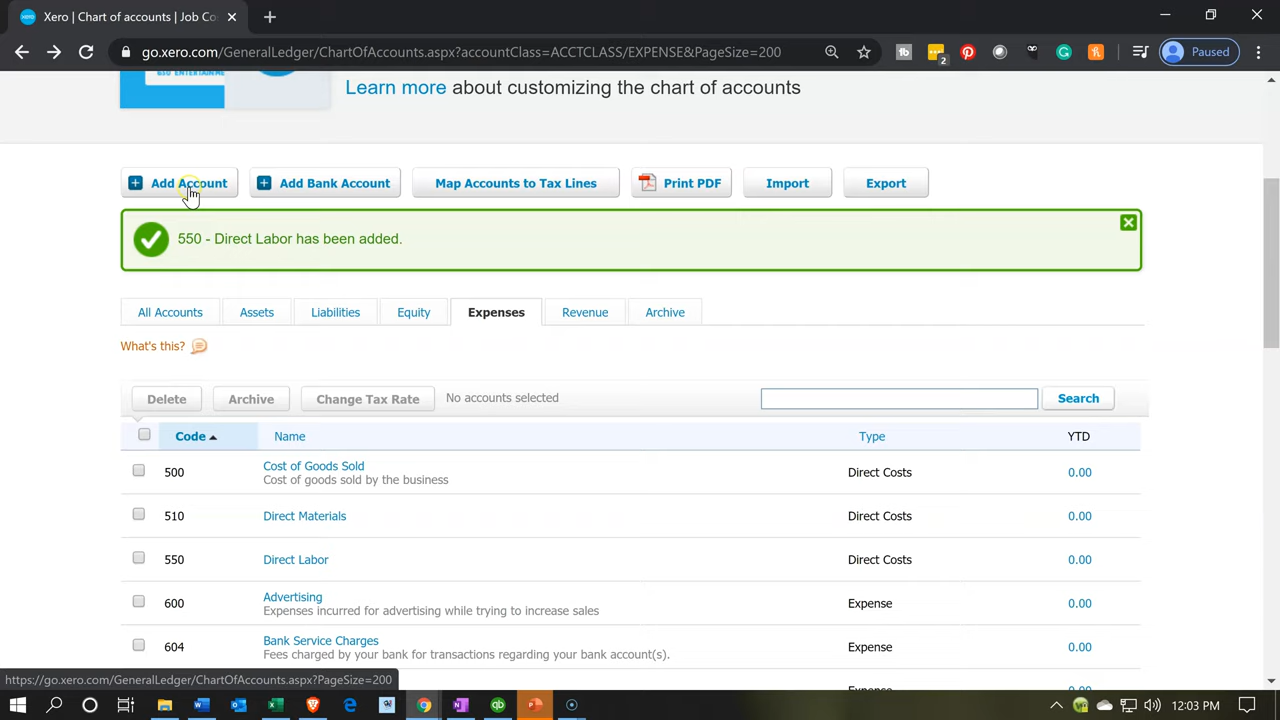 Xero | Chart of accounts | Job Co
go.xero.com/GeneralLedger/ChartOfAccounts.aspx?accountClass=ACCTCLASS/EXPENSE&PageSize=200
2
Paused
Learn more about customizing the chart of accounts
Add Account
Add Bank Account
Map Accounts to Tax Lines
Print PDF
Import
Export
550 - Direct Labor has been added.
All Accounts
Assets
Liabilities
Equity
Expenses
Revenue
Archive
What's this?
Delete
Archive
Change Tax Rate
No accounts selected
Search
Code
Name
Type
YTD
500
Cost of Goods Sold
Cost of goods sold by the business
Direct Costs
0.00
510
Direct Materials
Direct Costs
0.00
550
Direct Labor
Direct Costs
0.00
600
Advertising
Expenses incurred for advertising while trying to increase sales
Expense
0.00
604
Bank Service Charges
Fees charged by your bank for transactions regarding your bank account(s).
Expense
0.00
https://go.xero.com/GeneralLedger/ChartOfAccounts.aspx?PageSize=200
12:03 PM